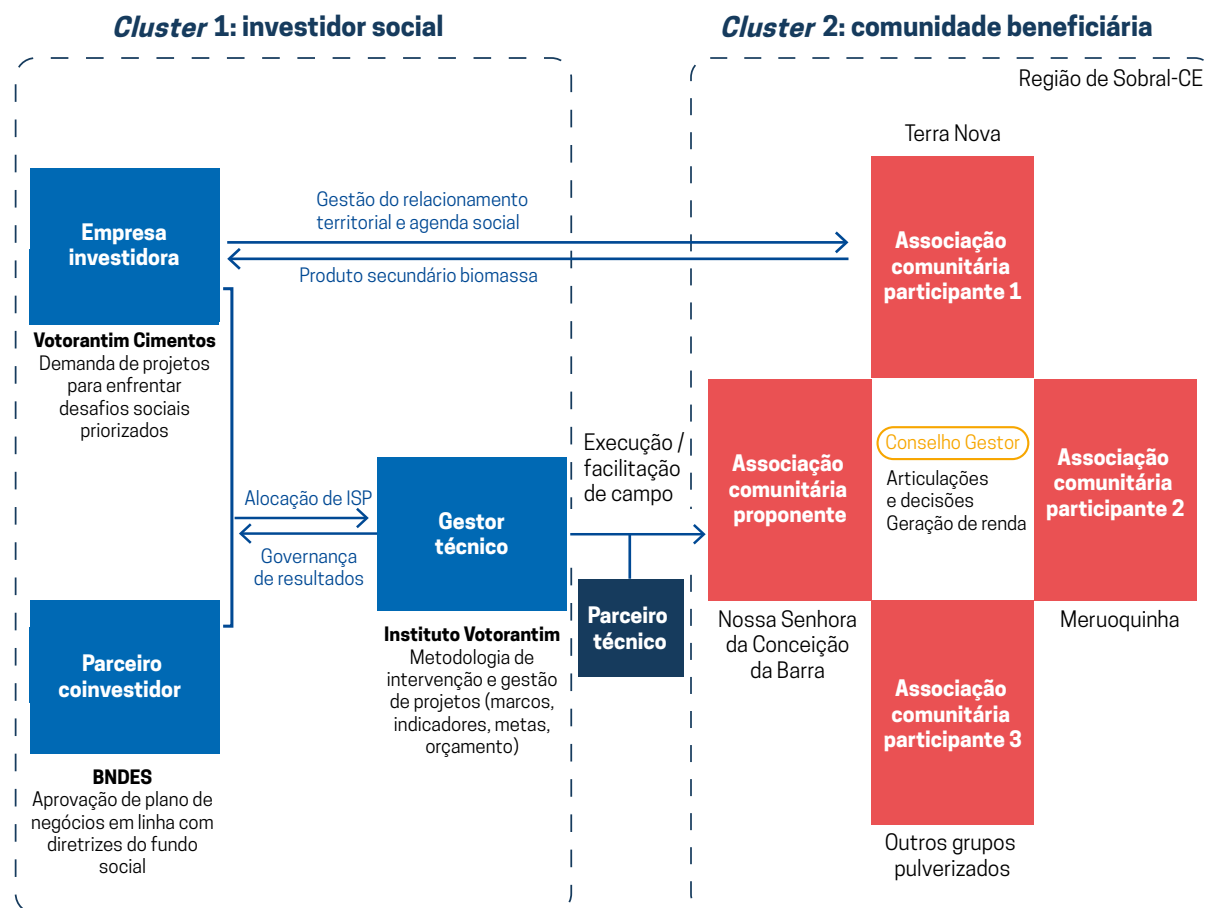 Cluster 1: investidor social
Cluster 2: comunidade beneficiária
Região de Sobral-CE
Empresa
investidora
Votorantim Cimentos
Demanda de projetos
para enfrentar
desafios sociais
priorizados
Gestão do relacionamento
territorial e agenda social
Produto secundário biomassa
Alocação de ISP
Governança
de resultados
Parceiro
coinvestidor
BNDES
Aprovação de plano de
negócios em linha com
diretrizes do fundo
social
Gestor
técnico
Instituto Votorantim
Metodologia de
intervenção e gestão
de projetos (marcos,
indicadores, metas,
orçamento)
Execução /
facilitação
de campo
Parceiro
técnico
Terra Nova
Associação
comunitária
participante 1
Associação
comunitária
proponente
Nossa Senhora
da Conceição
da Barra
Conselho Gestor
Articulações
e decisões
Geração de renda
Associação
comunitária
participante 2
Meruoquinha
Associação
comunitária
participante 3
Outros grupos
pulverizados